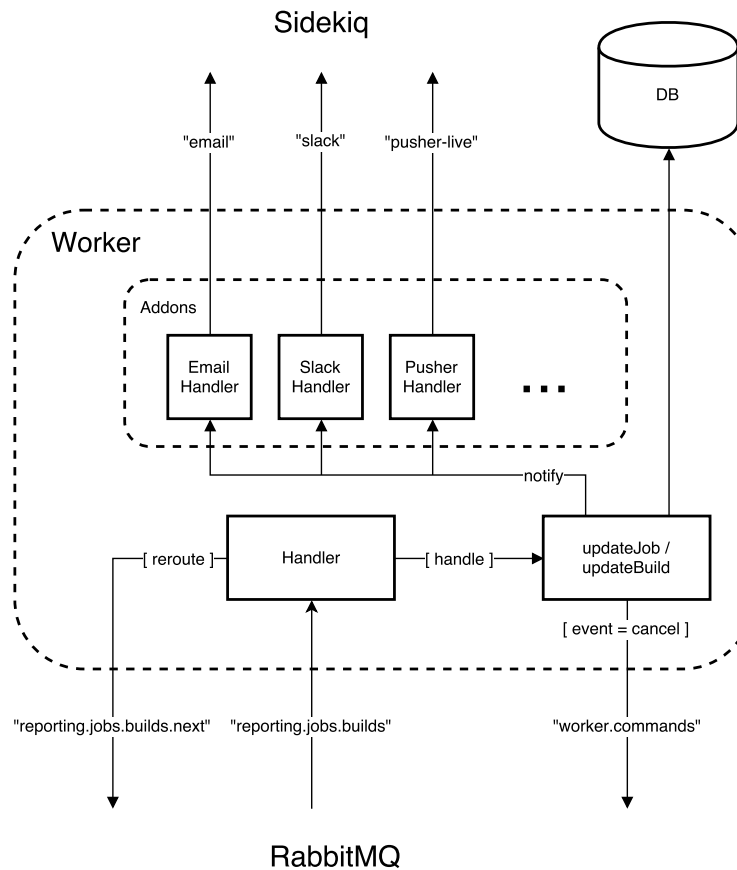 Sidekiq
DB
"email"
"slack"
"pusher-live"
Worker
Addons
Email
Handler
Slack
Handler
Pusher
Handler
...
notify
[ reroute ]
Handler
[ handle ]
updateJob /
updateBuild
[ event = cancel ]
"reporting.jobs.builds.next"
"reporting.jobs.builds"
"worker.commands"
RabbitMQ